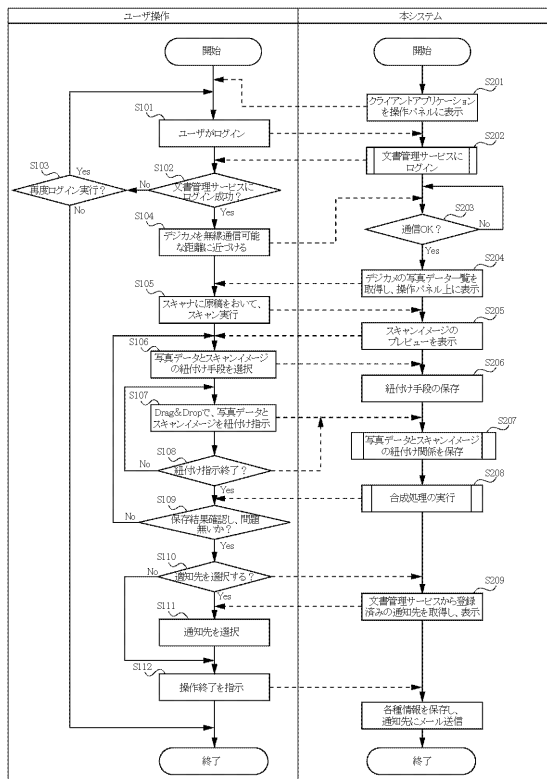 ユーザ操作
本システム
開始
開始
S201
クライアントアプリケーション
を操作パネルに表示
S101
ユーザがログイン
S202
文書管理サービスに
ログイン
S103
再度ログイン実行?
Yes
No
S102
文書管理サービスに
ログイン成功?
No
Yes
S203
通信OK?
No
Yes
S104
デジカメを無線通信可能
な距離に近づける
S204
デジカメの写真データ一覧を
取得し、操作パネル上に表示
S105
スキャナに原稿をおいて、
スキャン実行
S205
スキャンイメージの
プレビューを表示
S106
写真データとスキャンイメージ
の紐付け手段を選択
S206
紐付け手段の保存
S107
Drag&Dropで、写真データと
スキャンイメージを紐付け指示
S207
写真データとスキャンイメージ
の紐付け関係を保存
S108
紐付け指示終了?
No
Yes
S208
合成処理の実行
S109
保存結果確認し、問題
無いか?
No
Yes
S110
通知先を選択する?
No
Yes
S209
文書管理サービスから登録
済みの通知先を取得し、表示
S111
通知先を選択
S112
操作終了を指示
各種情報を保存し、
通知先にメール送信
終了
終了